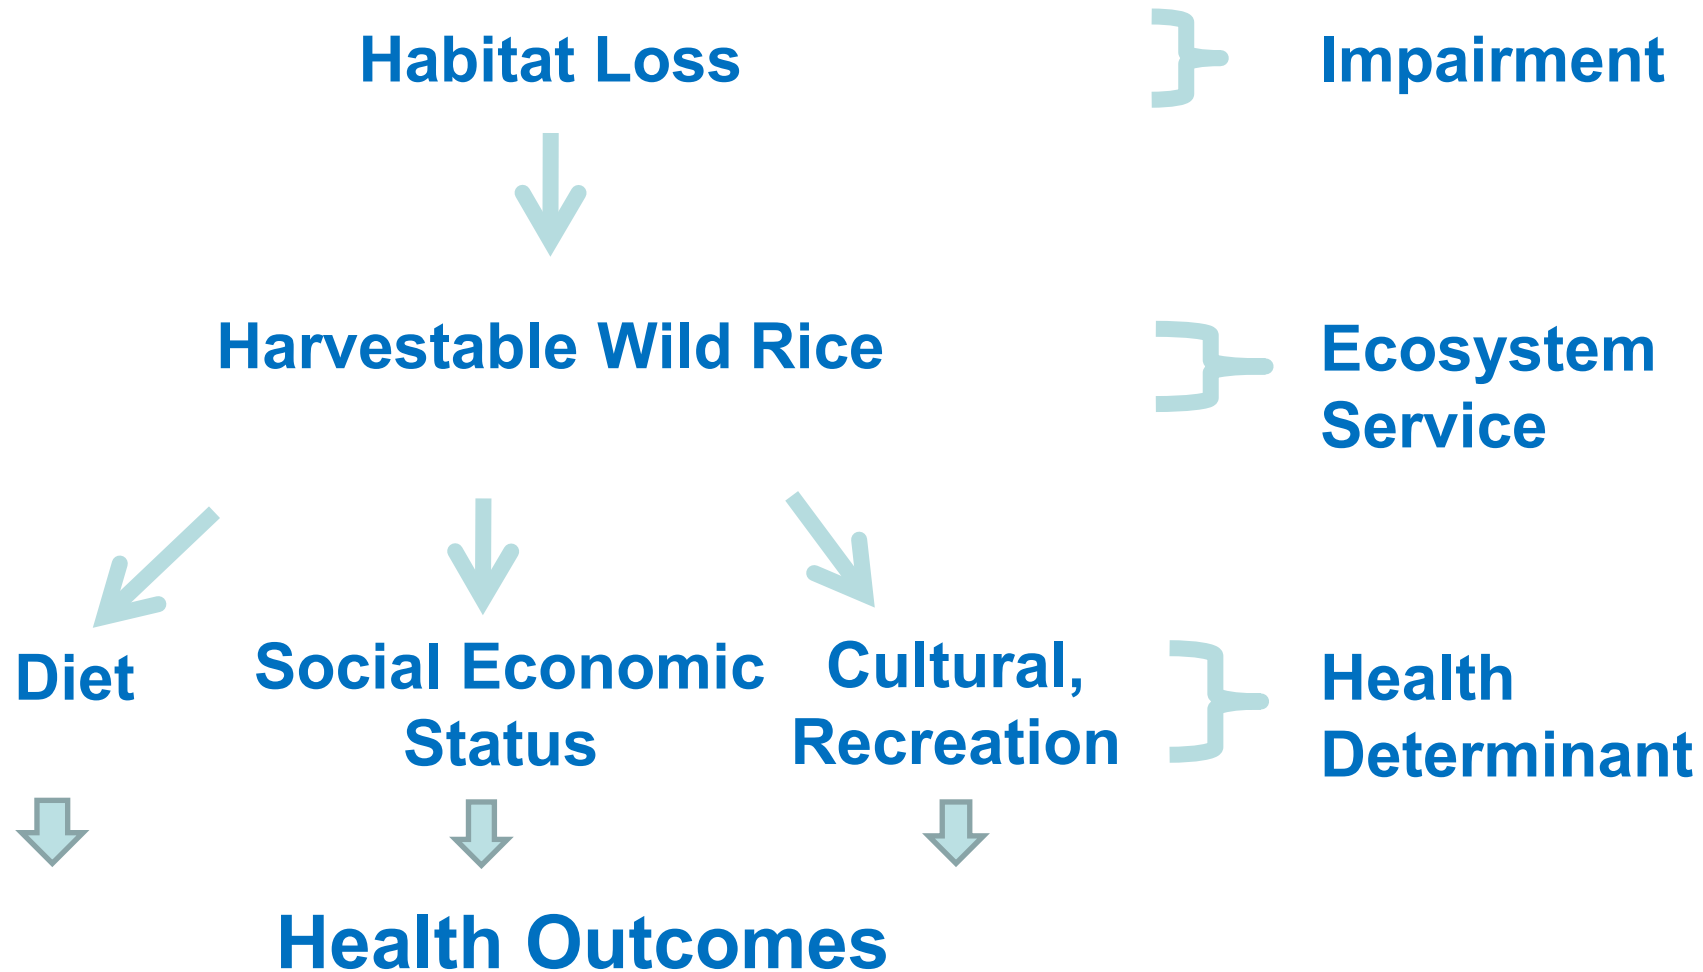 Habitat Loss
Impairment
Harvestable Wild Rice
Ecosystem
Service
Diet
Social Economic
Status
Cultural,
Recreation
Health
Determinant
Health Outcomes